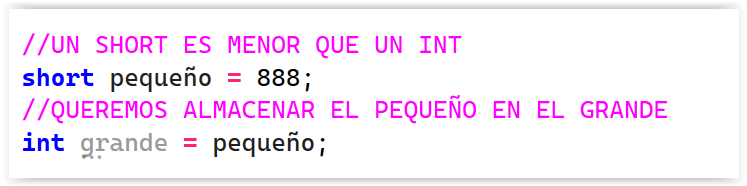 //UN SHORT ES MENOR QUE UN INT
short pequeño = 888;
//QUEREMOS ALMACENAR EL PEQUEÑO EN EL GRANDE
int grande = pequeño;